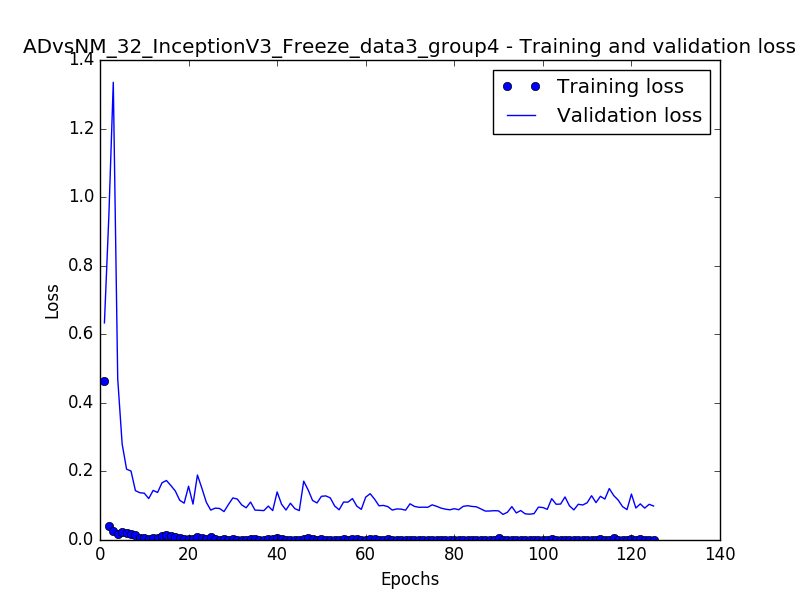 ADvsNM_32_InceptionV3_Freeze_data3_group4 - Training and validation loss
1.4
1.2
1.0
0.8
0.6
0.4
0.2
0.0
Training loss
Validation loss
Loss
0 20 40 60 80 100 120 140
Epochs